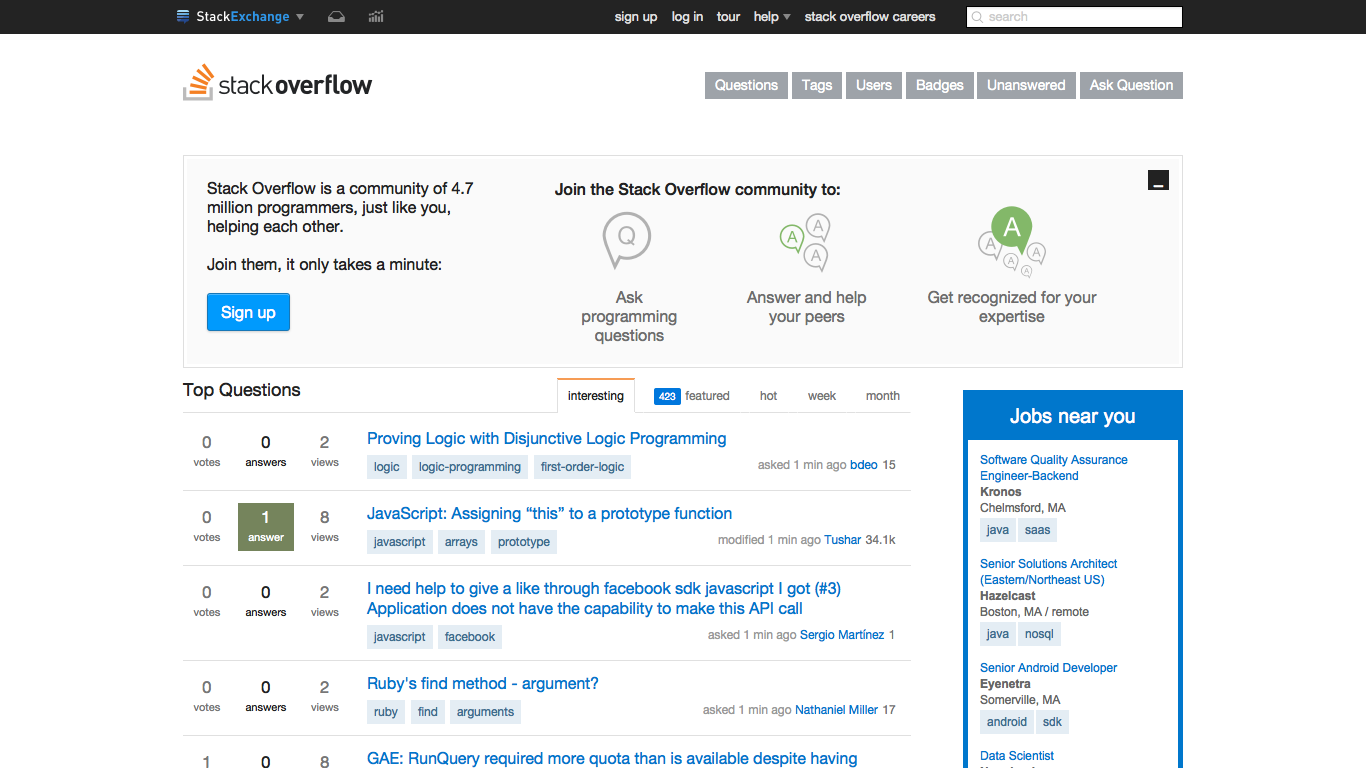 StackExchange
sign up log in tour help stack overflow careers
search
stackoverflow
Questions Tags Users Badges Unanswered Ask Question
Stack Overflow is a community of 4.7
million programmers, just like you,
helping each other.
Join them, it only takes a minute:
Sign up
Join the Stack Overflow community to:
Q
Ask
programming
questions
A
A
A
Answer and help
your peers
A
A
A
A
A
Get recognized for your
expertise
Top Questions
interesting 423 featured hot week month
0 votes 0 answers 2 views
Proving Logic with Disjunctive Logic Programming
logic logic-programming first-order-logic
asked 1 min ago bdeo 15
0 votes 1 answer 8 views
JavaScript: Assigning “this” to a prototype function
javascript arrays prototype
modified 1 min ago Tushar 34.1k
0 votes 0 answers 2 views
I need help to give a like through facebook sdk javascript I got (#3)
Application does not have the capability to make this API call
javascript facebook
asked 1 min ago Sergio Martínez 1
0 votes 0 answers 2 views
Ruby's find method - argument?
ruby find arguments
asked 1 min ago Nathaniel Miller 17
1 0 8
GAE: RunQuery required more quota than is available despite having
Jobs near you
Software Quality Assurance
Engineer-Backend
Kronos
Chelmsford, MA
java saas
Senior Solutions Architect
(Eastern/Northeast US)
Hazelcast
Boston, MA / remote
java nosql
Senior Android Developer
Eyenetra
Somerville, MA
android sdk
Data Scientist